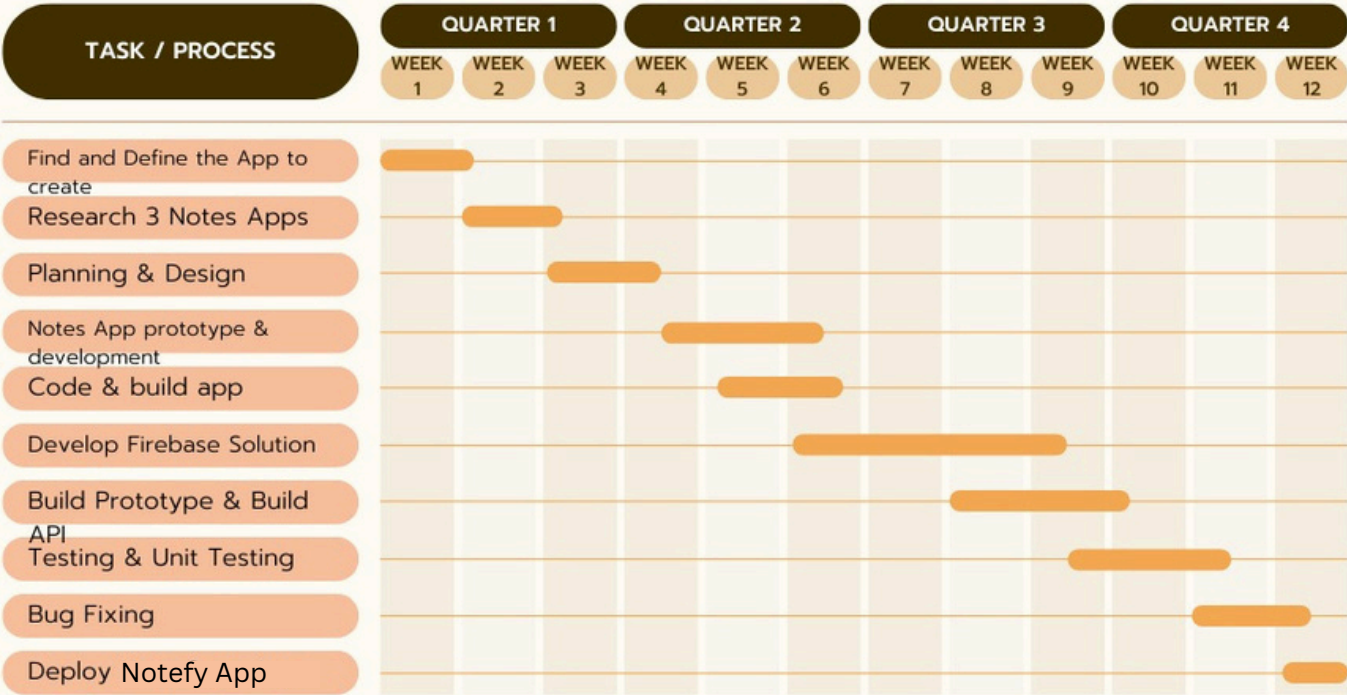 TASK / PROCESS
QUARTER 1
QUARTER 2
QUARTER 3
QUARTER 4
WEEK
1
WEEK
2
WEEK
3
WEEK
4
WEEK
5
WEEK
6
WEEK
7
WEEK
8
WEEK
9
WEEK
10
WEEK
11
WEEK
12
Find and Define the App to
create
Research 3 Notes Apps
Planning & Design
Notes App prototype &
development
Code & build app
Develop Firebase Solution
Build Prototype & Build
API
Testing & Unit Testing
Bug Fixing
Deploy Notefy App